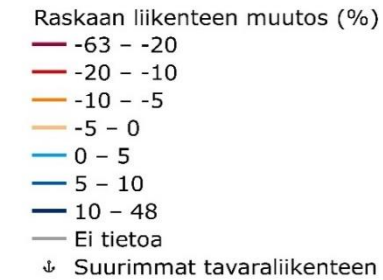 Raskaan liikenteen muutos (%)
-63 – -20
-20 – -10
-10 – -5
-5 – 0
0 – 5
5 – 10
10 – 48
Ei tietoa
Suurimmat tavaraliikenteen